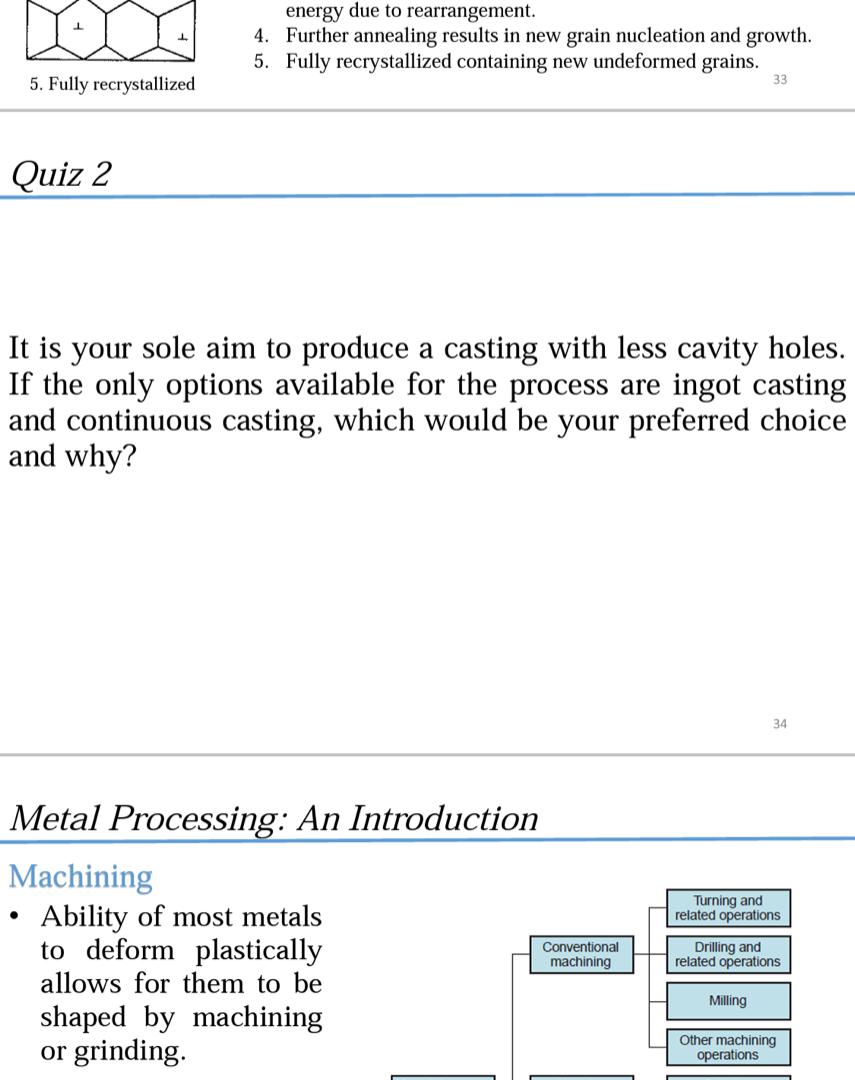 energy due to rearrangement.
4. Further annealing results in new grain nucleation and growth.
5. Fully recrystallized containing new undeformed grains.
5. Fully recrystallized
33
Quiz 2
It is your sole aim to produce a casting with less cavity holes.
If the only options available for the process are ingot casting
and continuous casting, which would be your preferred choice
and why?
34
Metal Processing: An Introduction
Machining
• Ability of most metals
to deform plastically
allows for them to be
shaped by machining
or grinding.
Conventional
machining
Turning and
related operations
Drilling and
related operations
Milling
Other machining
operations